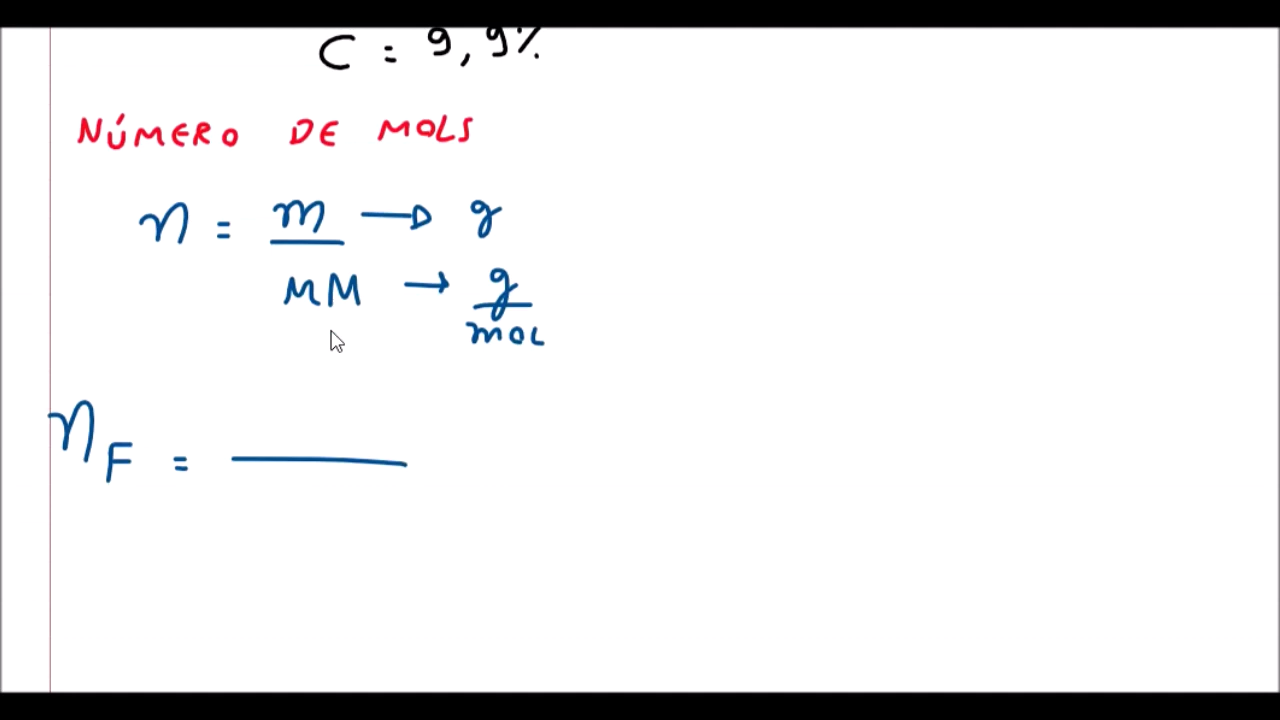 C = 9,9%
NÚMERO DE MOLS
n = m → g
MM → g/mol
nF =